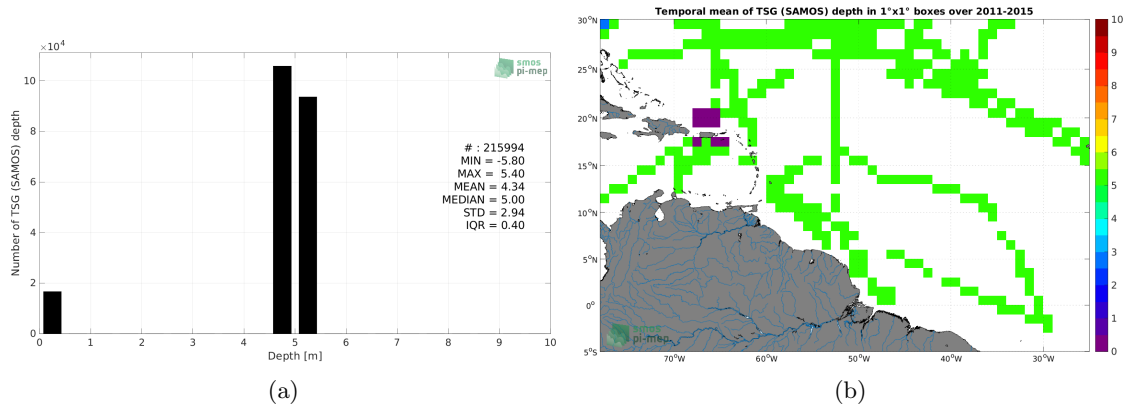 ×10⁴
10
8
6
4
2
0
Number of TSG (SAMOS) depth
0 1 2 3 4 5 6 7 8 9 10
Depth [m]
smos
pi-mep
# : 215994
MIN = -5.80
MAX = 5.40
MEAN = 4.34
MEDIAN = 5.00
STD = 2.94
IQR = 0.40
(a)
Temporal mean of TSG (SAMOS) depth in 1°x1° boxes over 2011-2015
30°N
25°N
20°N
15°N
10°N
5°N
0°
5°S
70°W 60°W 50°W 40°W 30°W
smos
pi-mep
10
9
8
7
6
5
4
3
2
1
0
(b)